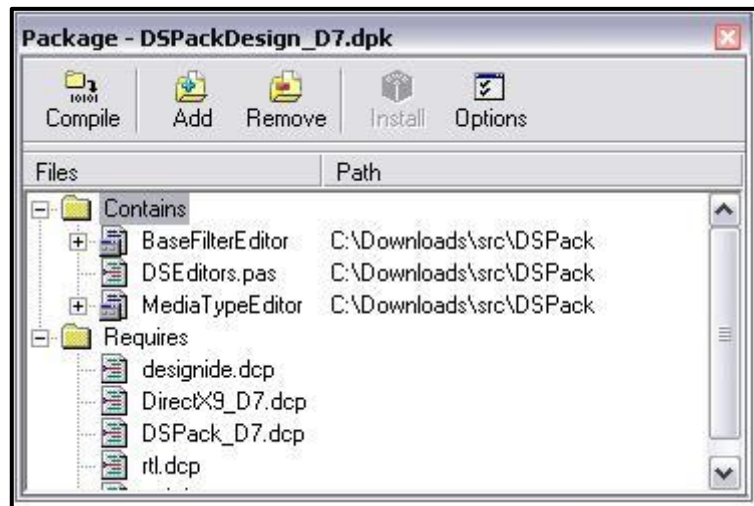 Package - DSPackDesign_D7.dpk
Compile Add Remove Install Options
Files Path
Contains
BaseFilterEditor C:\Downloads\src\DSPack
DSEditors.pas C:\Downloads\src\DSPack
MediaTypeEditor C:\Downloads\src\DSPack
Requires
designide.dcp
DirectX9_D7.dcp
DSPack_D7.dcp
rtl.dcp